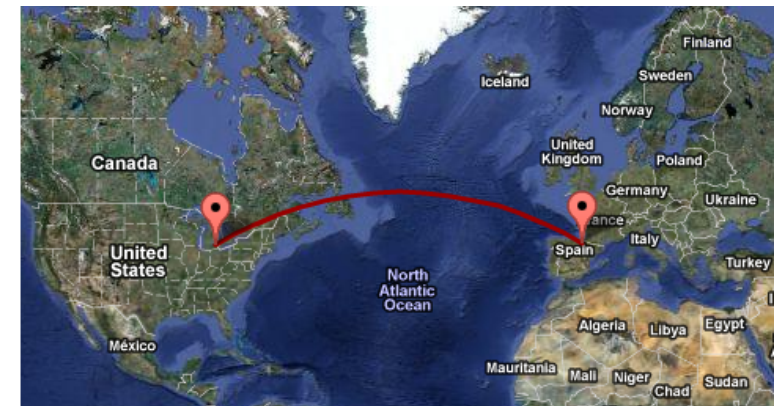 Finland
Sweden
Iceland
Norway
United
Kingdom
Canada
Poland
Germany
Ukraine
rance
United
States
Spain
Italy
Turkey
North
Atlantic
Ocean
Algeria
Libya
Egypt
México
Mauritania
Mali
Niger
Chad
Sudan